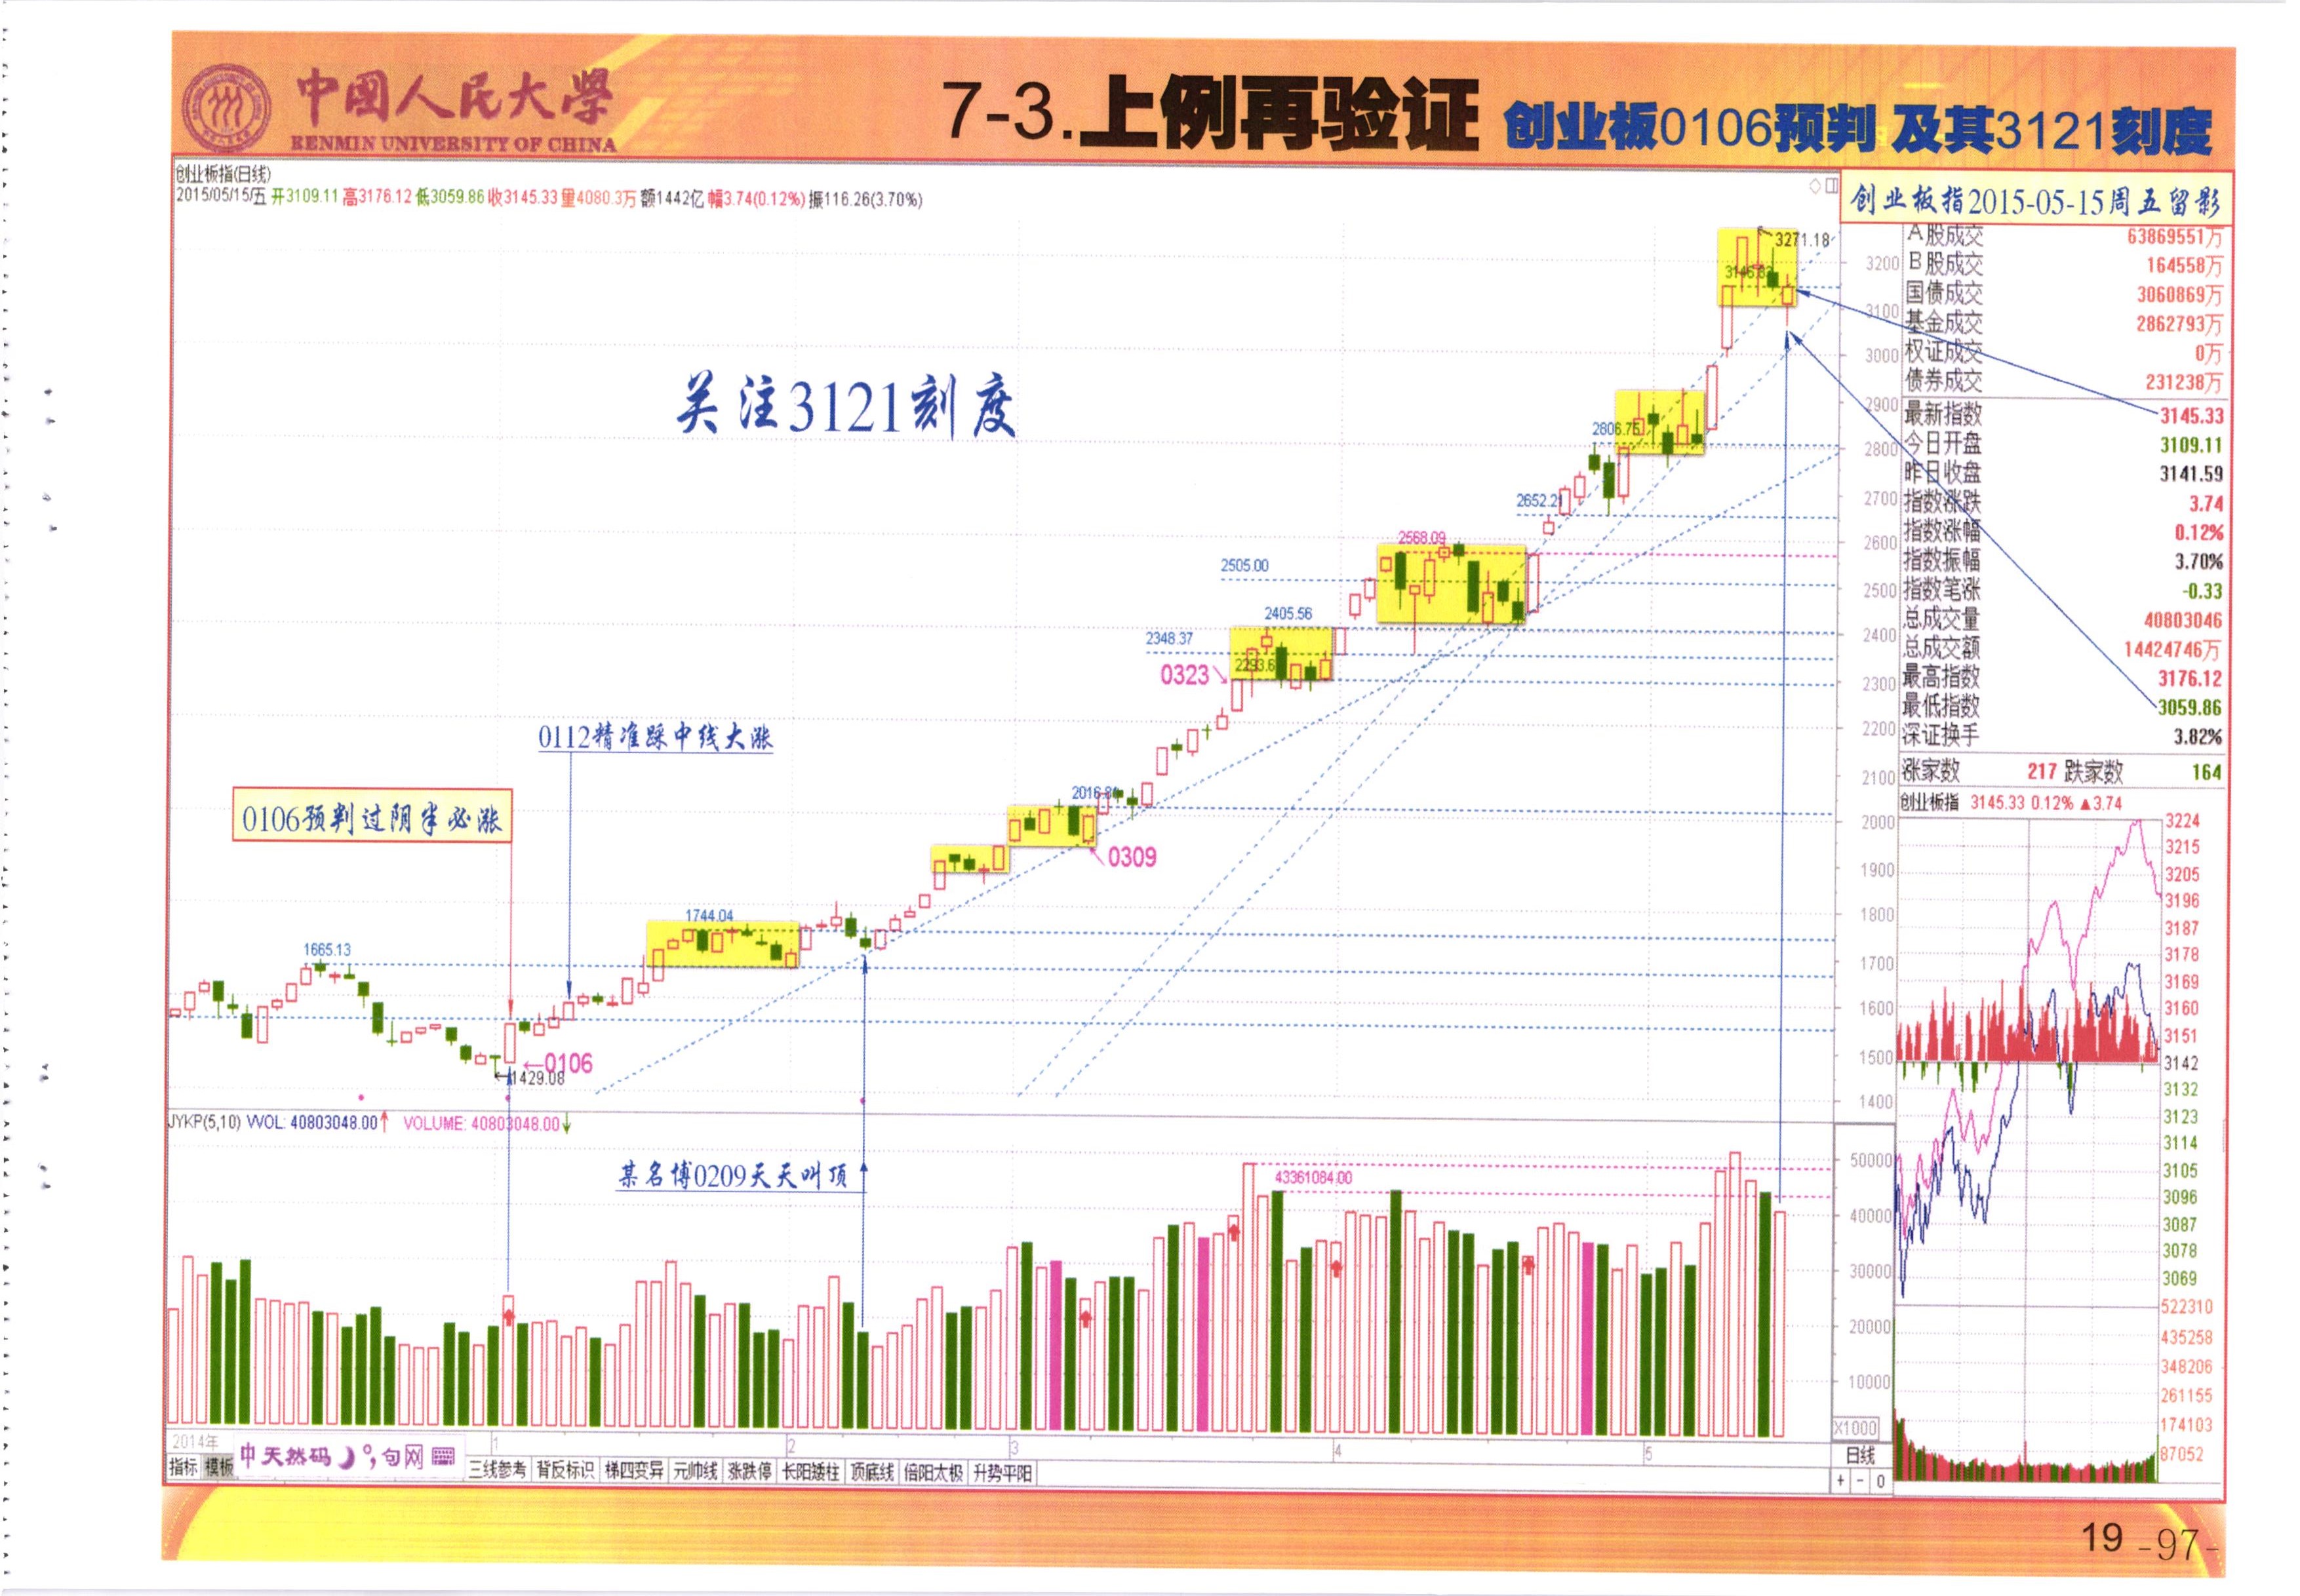 中國人民大學
RENMIN UNIVERSITY OF CHINA
7-3.上例再验证 创业板0106预判 及其3121刻度
创业板指(日线)
2015/05/15/五 开3109.11 高3176.12 低3059.86 收3145.33 量4080.3万 额1442亿 幅3.74(0.12%) 振116.26(3.70%)
创业板指2015-05-15周五留影
3271.18
关注3121刻度
2806.75
2652.21
2568.09
2505.00
2405.56
2348.37
0323
0112精准踩中线大涨
2016.81
0106预判过阴半必涨
0309
1744.04
1665.13
←0106
1429.08
3200
3100
3000
2900
2800
2700
2600
2500
2400
2300
2200
2100
2000
1900
1800
1700
1600
1500
1400
A股成交 63869551万
B股成交 164558万
国债成交 3060869万
基金成交 2862793万
权证成交 0万
债券成交 231238万
最新指数 3145.33
今日开盘 3109.11
昨日收盘 3141.59
指数涨跌 3.74
指数涨幅 0.12%
指数振幅 3.70%
指数笔涨 -0.33
总成交量 40803046
总成交额 14424746万
最高指数 3176.12
最低指数 3059.86
深证换手 3.82%
涨家数 217 跌家数 164
创业板指 3145.33 0.12% ▲3.74
3224
3215
3205
3196
3187
3178
3169
3160
3151
3142
3132
3123
3114
3105
3096
3087
3078
3069
522310
435258
348206
261155
174103
87052
JYKP(5,10) VVOL: 40803048.00↑ VOLUME: 40803048.00↓
某名博0209天天叫顶
43361084.00
50000
40000
30000
20000
10000
X1000
2014年 1 2 3 4 5 日线
中天然码 句网
指标 模板 三线参考 背反标识 梯四变异 元帅线 涨跌停 长阳矮柱 顶底线 倍阳太极 升势平阳 + - 0
19 -97-